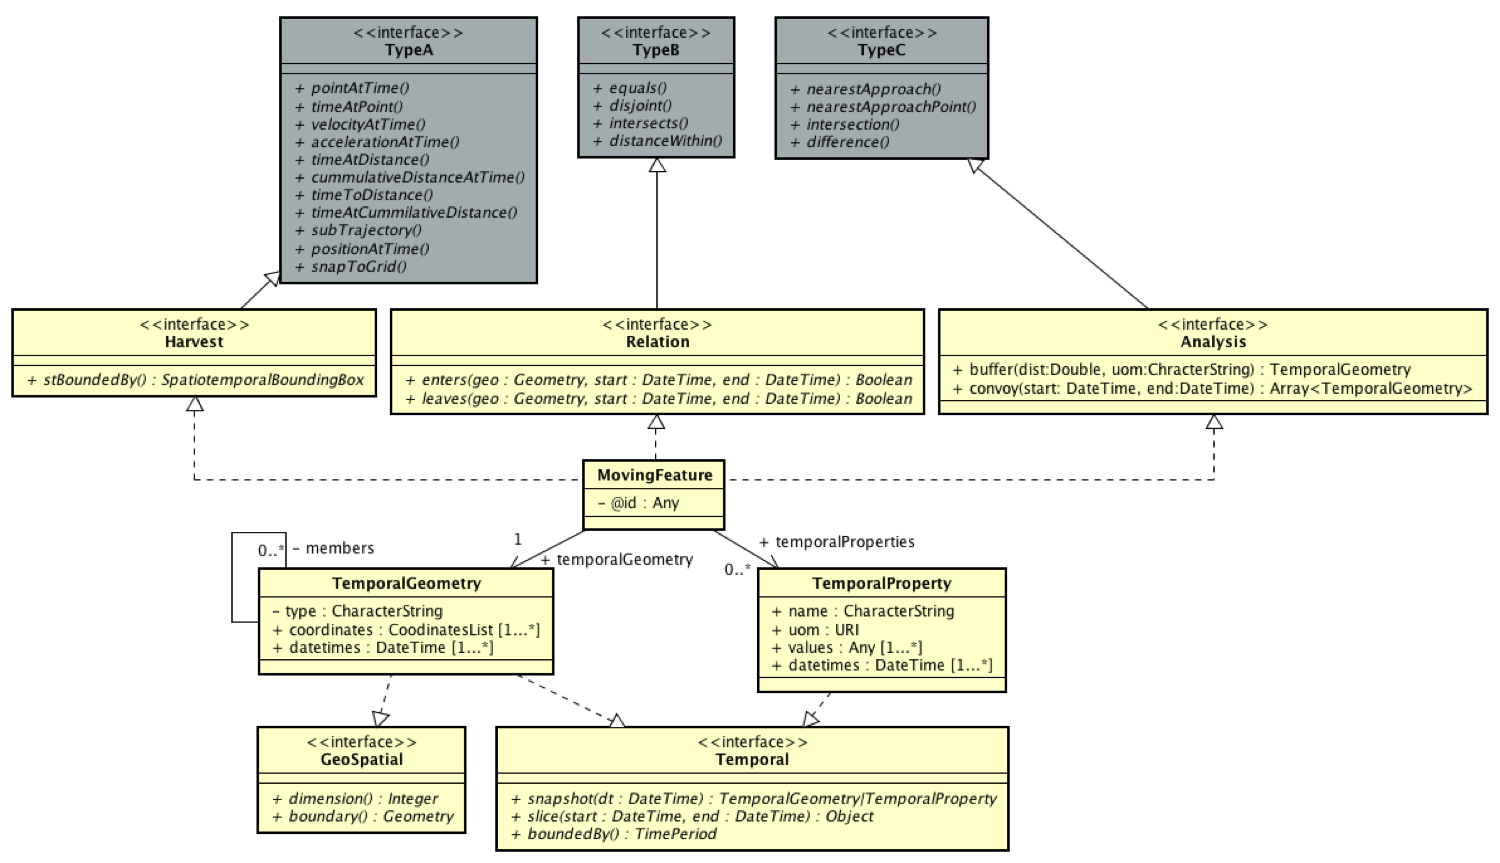 <<interface>>
TypeA
+ pointAtTime()
+ timeAtPoint()
+ velocityAtTime()
+ accelerationAtTime()
+ timeAtDistance()
+ cummulativeDistanceAtTime()
+ timeToDistance()
+ timeAtCummilativeDistance()
+ subTrajectory()
+ positionAtTime()
+ snapToGrid()
<<interface>>
TypeB
+ equals()
+ disjoint()
+ intersects()
+ distanceWithin()
<<interface>>
TypeC
+ nearestApproach()
+ nearestApproachPoint()
+ intersection()
+ difference()
<<interface>>
Harvest
+ stBoundedBy() : SpatiotemporalBoundingBox
<<interface>>
Relation
+ enters(geo : Geometry, start : DateTime, end : DateTime) : Boolean
+ leaves(geo : Geometry, start : DateTime, end : DateTime) : Boolean
<<interface>>
Analysis
+ buffer(dist:Double, uom:ChracterString) : TemporalGeometry
+ convoy(start: DateTime, end:DateTime) : Array<TemporalGeometry>
MovingFeature
- @id : Any
1
+ temporalGeometry
+ temporalProperties
0..*
0..*
- members
TemporalGeometry
- type : CharacterString
+ coordinates : CoodinatesList [1...*]
+ datetimes : DateTime [1...*]
TemporalProperty
+ name : CharacterString
+ uom : URI
+ values : Any [1...*]
+ datetimes : DateTime [1...*]
<<interface>>
GeoSpatial
+ dimension() : Integer
+ boundary() : Geometry
<<interface>>
Temporal
+ snapshot(dt : DateTime) : TemporalGeometry|TemporalProperty
+ slice(start : DateTime, end : DateTime) : Object
+ boundedBy() : TimePeriod